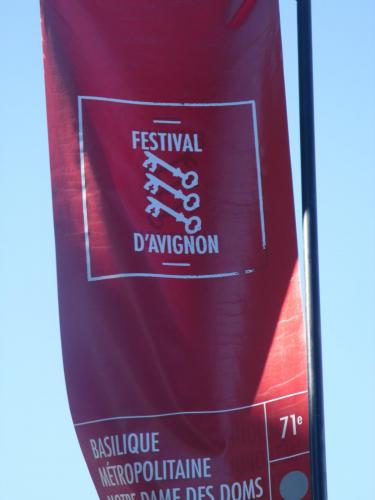 FESTIVAL
D'AVIGNON
71e
BASILIQUE
MÉTROPOLITAINE
NOTRE DAME DES DOMS